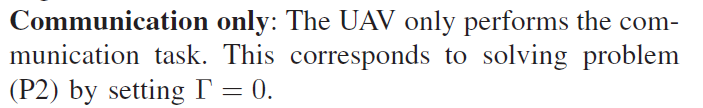 Communication only: The UAV only performs the com-
munication task. This corresponds to solving problem
(P2) by setting Γ = 0.